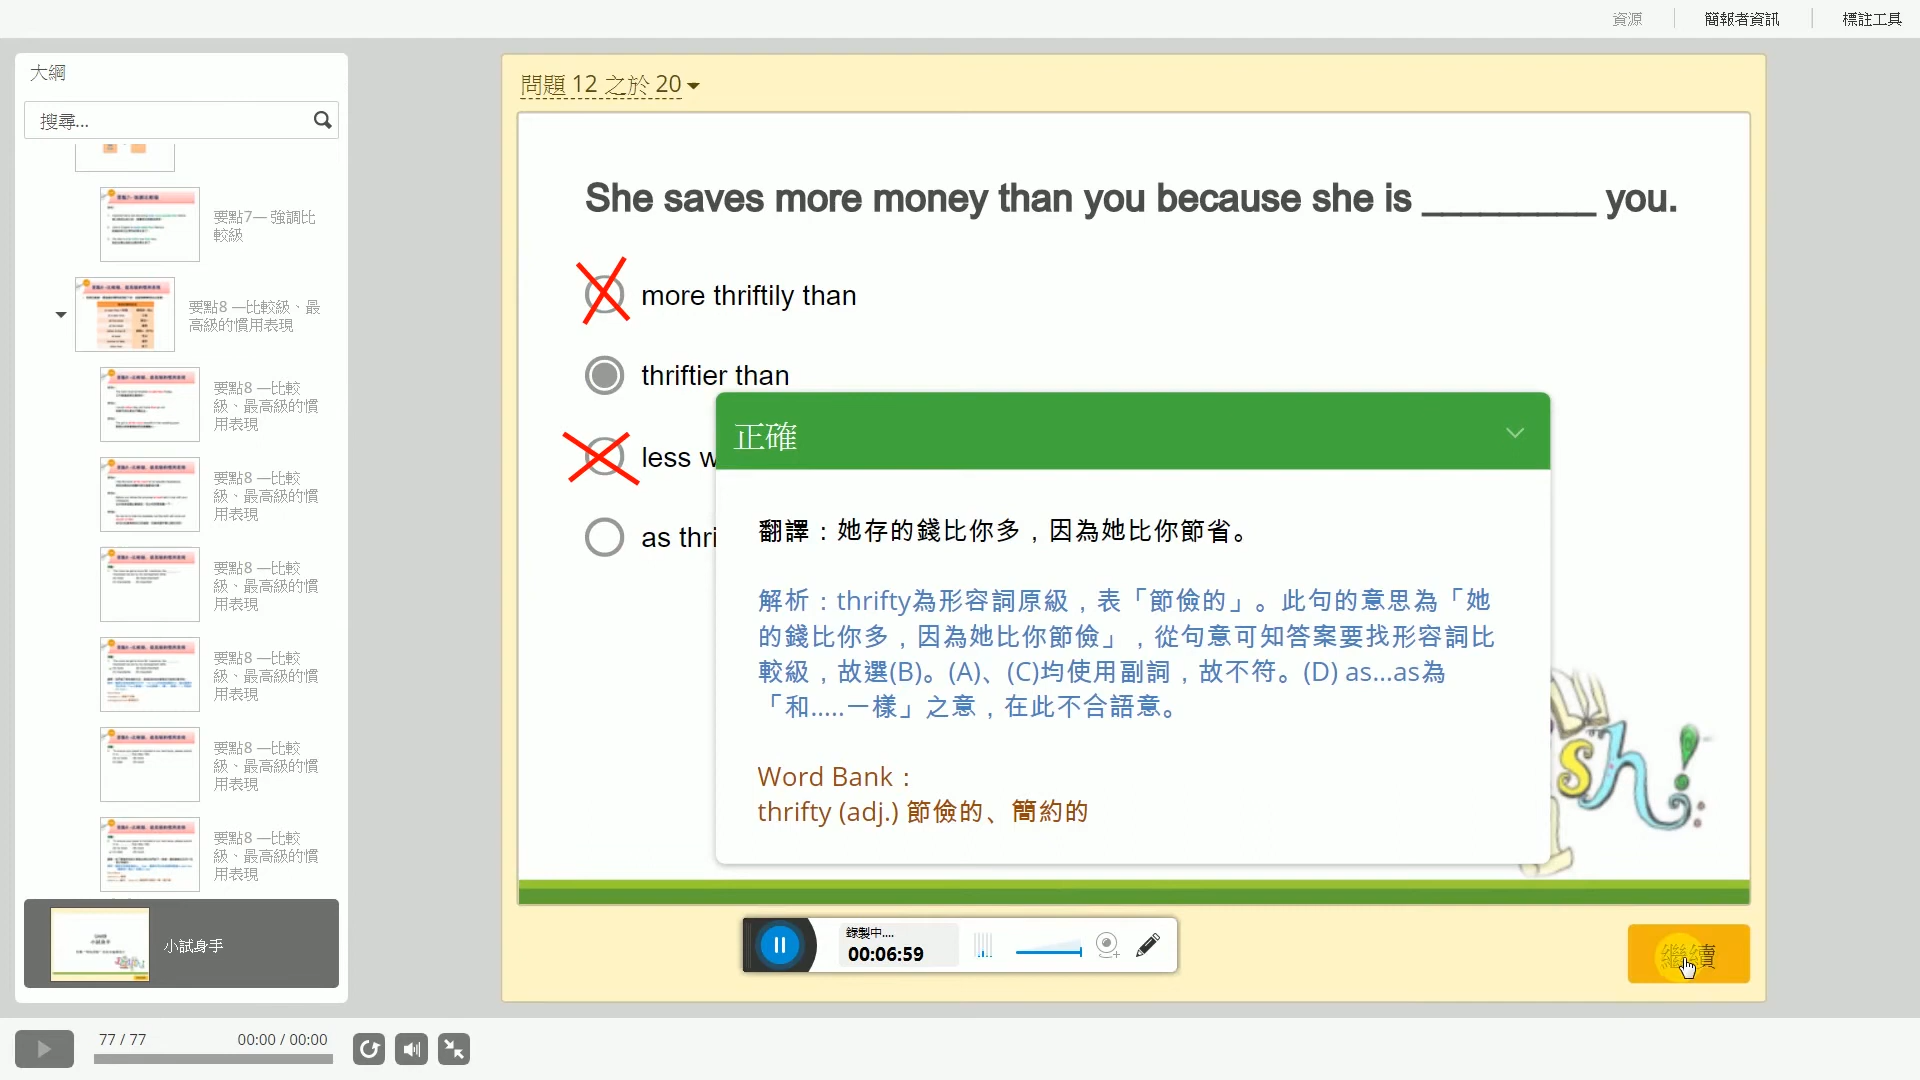 資源
簡報者資訊
標註工具
大綱
搜尋...
要點7— 強調比
較級
要點8 —比較級、最
高級的慣用表現
要點8 —比較
級、最高級的慣
用表現
要點8 —比較
級、最高級的慣
用表現
要點8 —比較
級、最高級的慣
用表現
要點8 —比較
級、最高級的慣
用表現
要點8 —比較
級、最高級的慣
用表現
要點8 —比較
級、最高級的慣
用表現
小試身手
問題 12 之於 20
She saves more money than you because she is __________ you.
more thriftily than
thriftier than
less w
as thri
正確
翻譯：她存的錢比你多，因為她比你節省。
解析：thrifty為形容詞原級，表「節儉的」。此句的意思為「她
的錢比你多，因為她比你節儉」，從句意可知答案要找形容詞比
較級，故選(B)。(A)、(C)均使用副詞，故不符。(D) as...as為
「和.....一樣」之意，在此不合語意。
Word Bank：
thrifty (adj.) 節儉的、簡約的
sh!
錄製中....
00:06:59
繼續
77 / 77
00:00 / 00:00